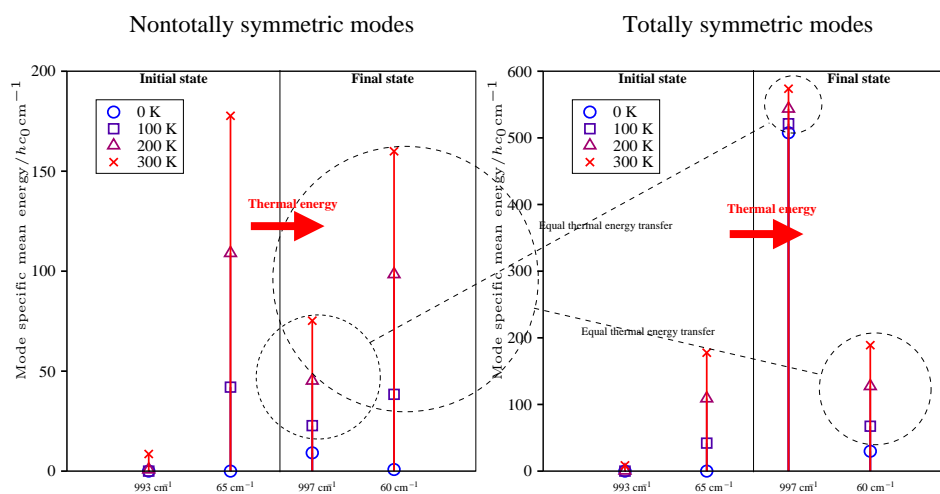 Nontotally symmetric modes
Totally symmetric modes
Mode specific mean energy/hc0 cm−1
200
150
100
50
0
Initial state
Final state
0 K
100 K
200 K
300 K
Thermal energy
993 cm-1
65 cm−1
997 cm-1
60 cm−1
Equal thermal energy transfer
Equal thermal energy transfer
Mode specific mean energy/hc0 cm−1
600
500
400
300
200
100
0
Initial state
Final state
0 K
100 K
200 K
300 K
Thermal energy
993 cm-1
65 cm−1
997 cm-1
60 cm−1